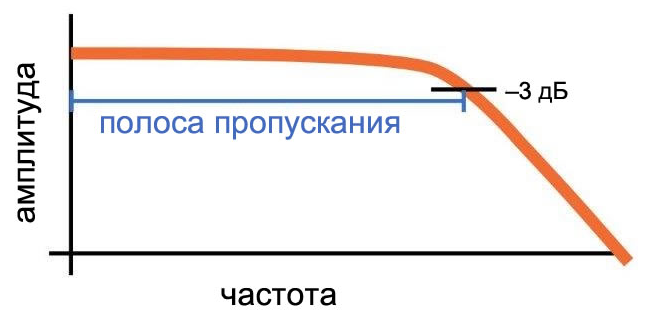 амплитуда
–3 дБ
полоса пропускания
частота